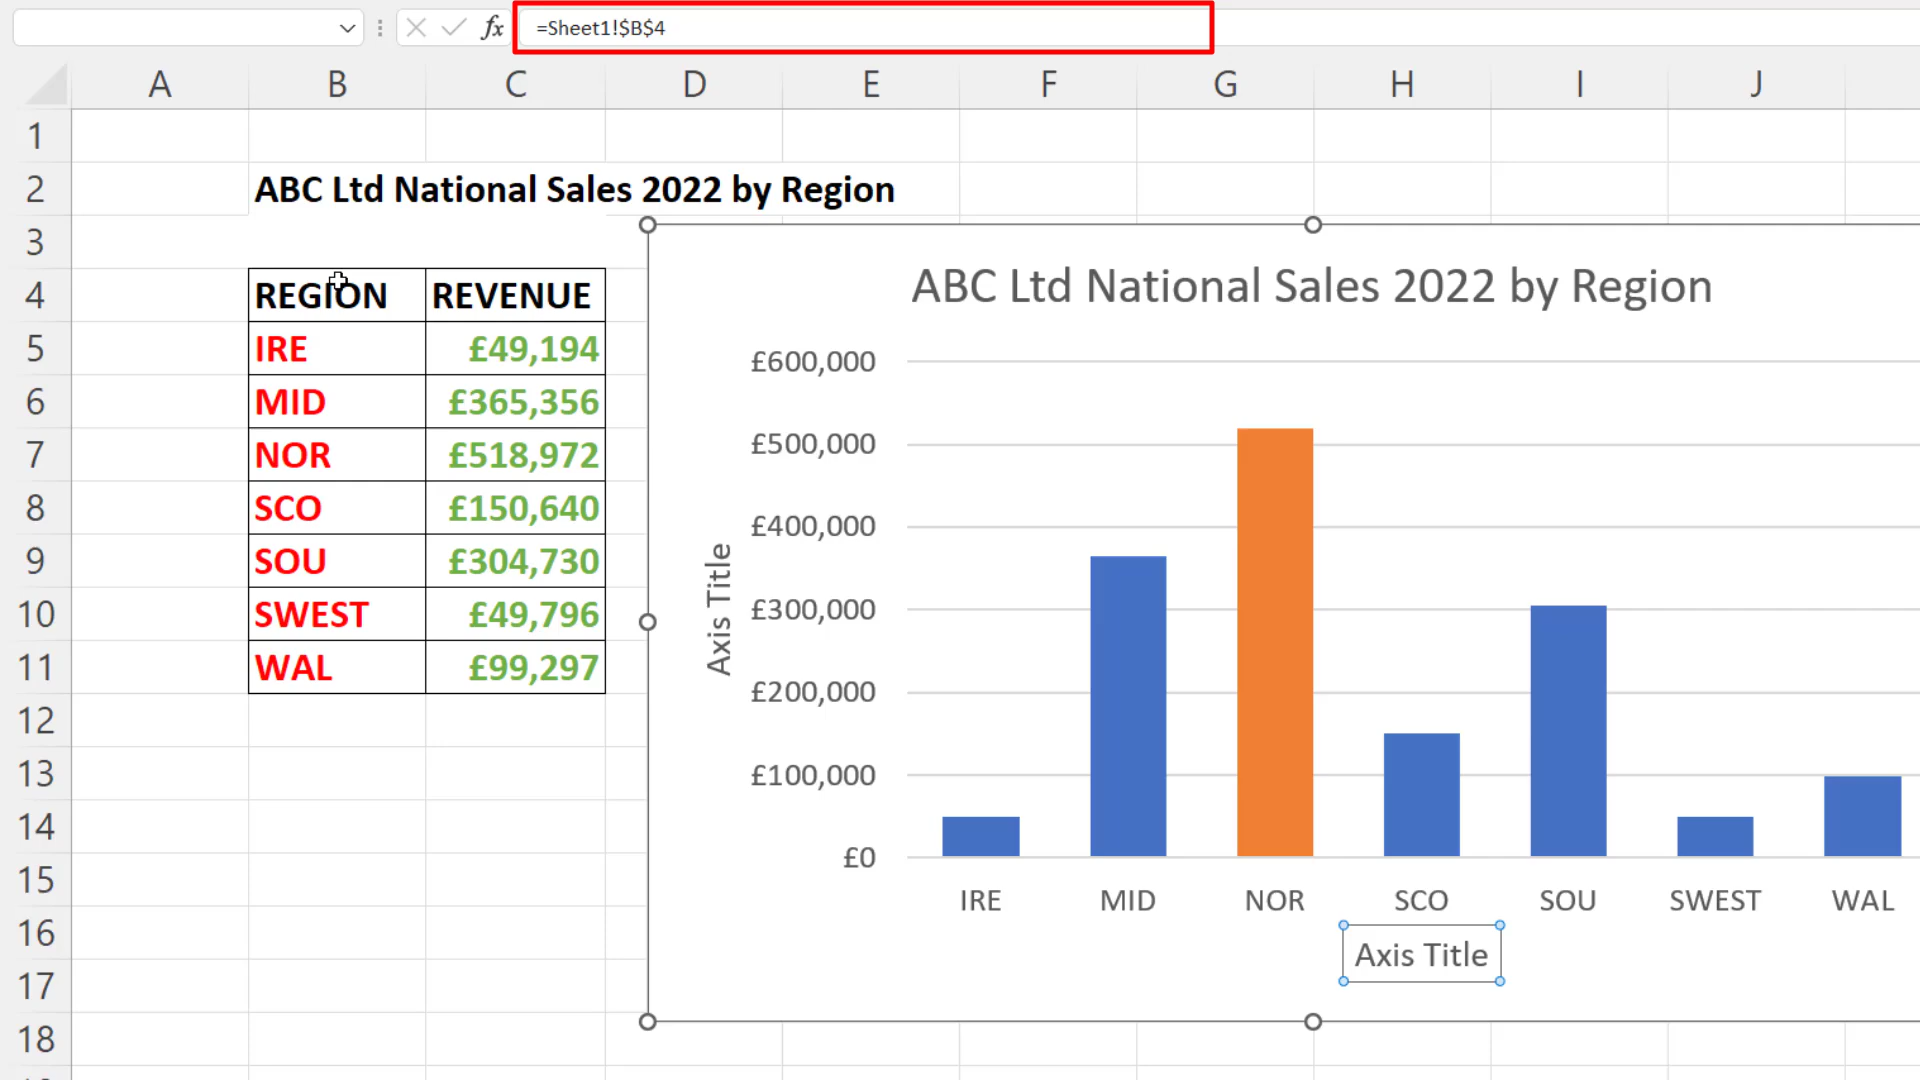 fx =Sheet1!$B$4
A B C D E F G H I J
1
2 ABC Ltd National Sales 2022 by Region
3
4 REGION REVENUE
5 IRE £49,194
6 MID £365,356
7 NOR £518,972
8 SCO £150,640
9 SOU £304,730
10 SWEST £49,796
11 WAL £99,297
12
13
14
15
16
17
18
ABC Ltd National Sales 2022 by Region
Axis Title
£600,000
£500,000
£400,000
£300,000
£200,000
£100,000
£0
IRE MID NOR SCO SOU SWEST WAL
Axis Title